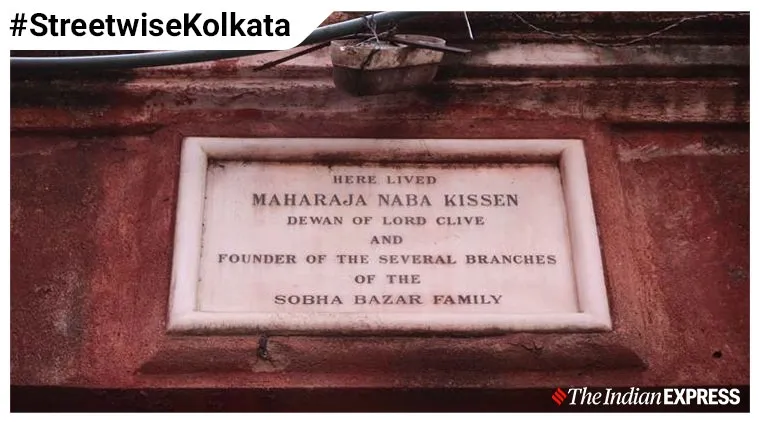 #StreetwiseKolkata
HERE LIVED
MAHARAJA NABA KISSEN
DEWAN OF LORD CLIVE
AND
FOUNDER OF THE SEVERAL BRANCHES
OF THE
SOBHA BAZAR FAMILY
The Indian EXPRESS